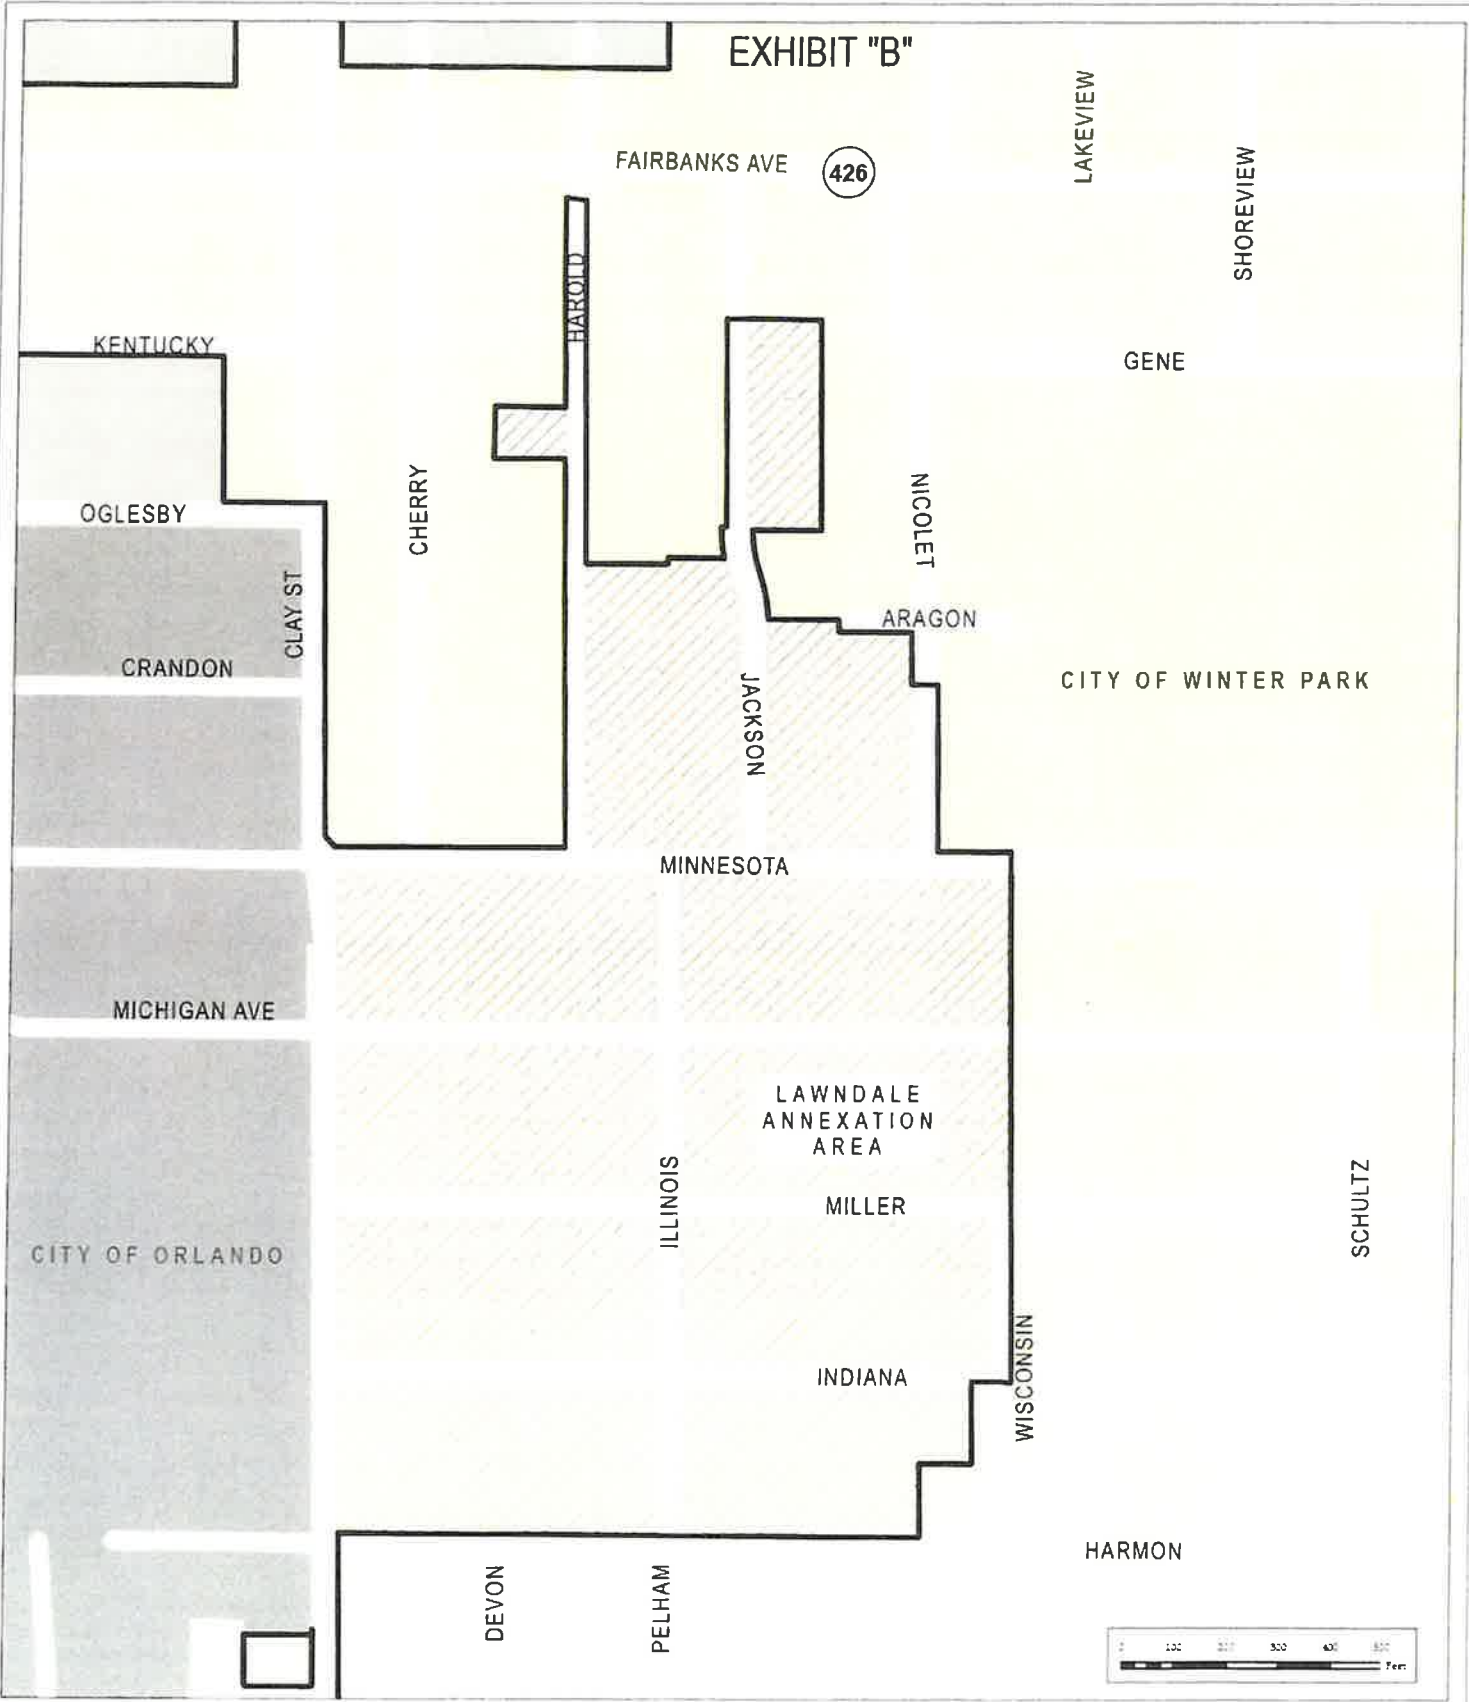 EXHIBIT "B"
LAKEVIEW
FAIRBANKS AVE
426
SHOREVIEW
HAROLD
KENTUCKY
GENE
CHERRY
NICOLET
OGLESBY
CLAY ST
ARAGON
CRANDON
JACKSON
CITY OF WINTER PARK
MINNESOTA
MICHIGAN AVE
LAWNDALE
ANNEXATION
AREA
ILLINOIS
MILLER
SCHULTZ
CITY OF ORLANDO
WISCONSIN
INDIANA
HARMON
DEVON
PELHAM
100
300
Feet